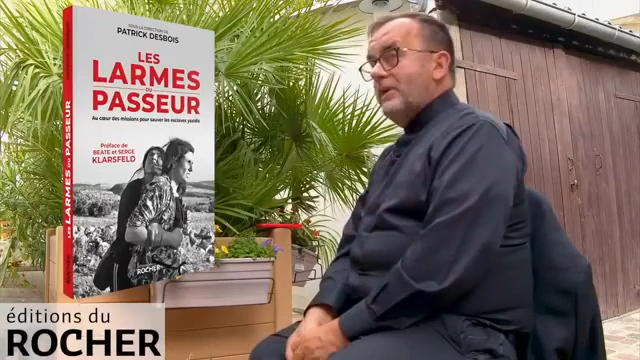 SOUS LA DIRECTION DE
PATRICK DESBOIS
LES
LARMES
DU
PASSEUR
Au cœur des missions pour sauver les esclaves yezidis
Préface de
BEATE et SERGE
KLARSFELD
ROCHER
LES LARMES DU PASSEUR
éditions du
ROCHER